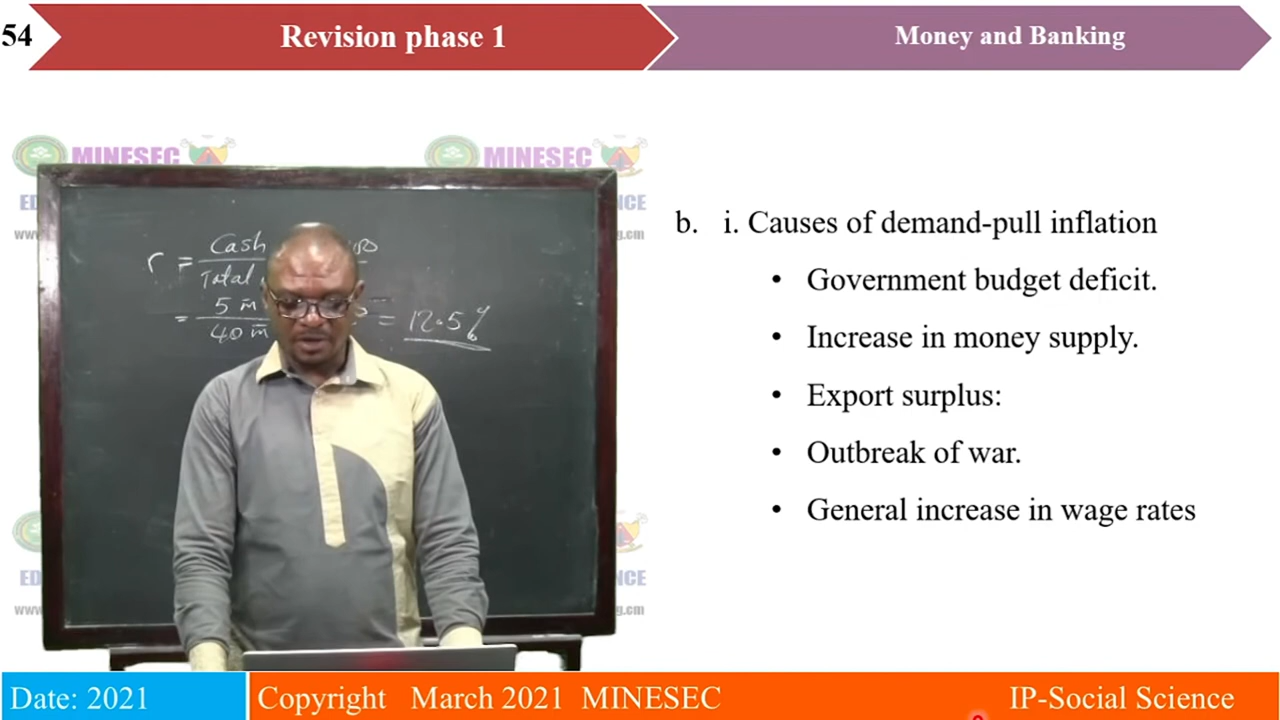 54
Revision phase 1
Money and Banking
MINESEC
MINESEC
NCE
r = Cash
Total
= 5 m
40 m
= 12.5%
b. i. Causes of demand-pull inflation
• Government budget deficit.
• Increase in money supply.
• Export surplus:
• Outbreak of war.
• General increase in wage rates
NCE
Date: 2021
Copyright March 2021 MINESEC
IP-Social Science